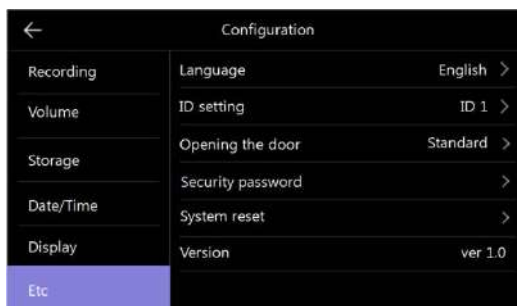 Configuration
Recording
Volume
Storage
Date/Time
Display
Etc
Language English
ID setting ID 1
Opening the door Standard
Security password
System reset
Version ver 1.0